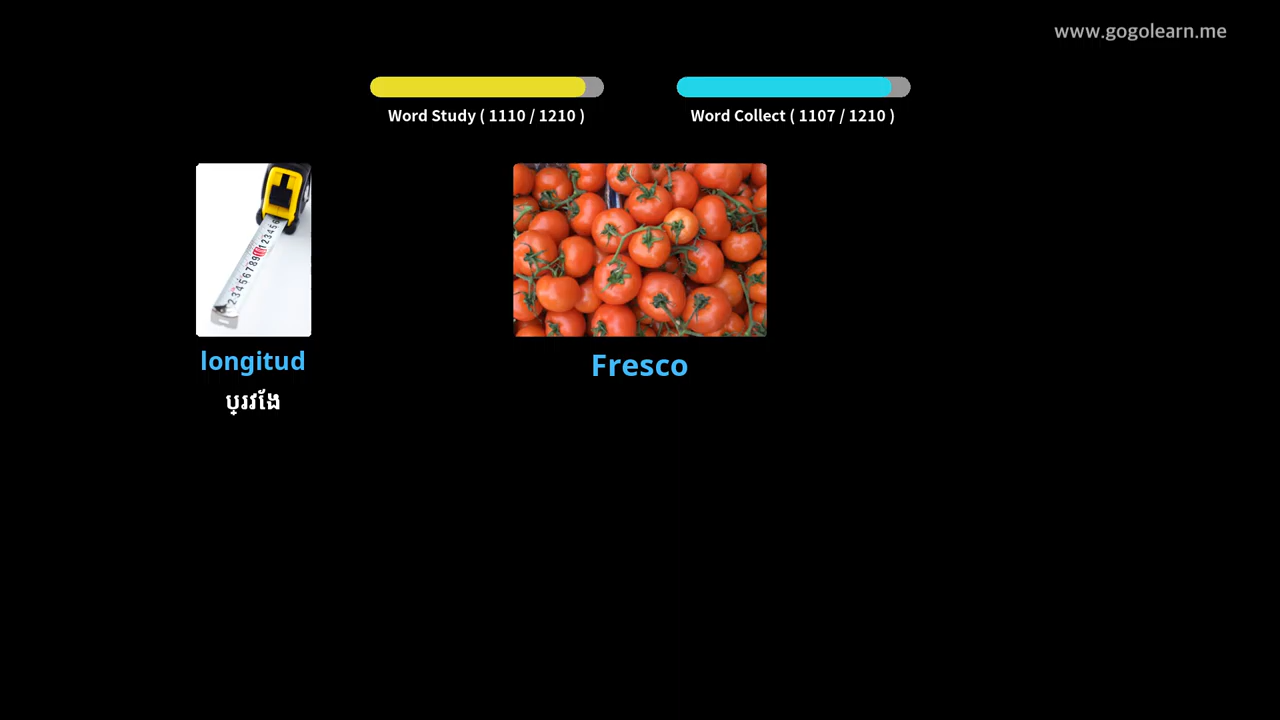 www.gogolearn.me
Word Study ( 1110 / 1210 )
Word Collect ( 1107 / 1210 )
longitud
ប្រវែង
Fresco